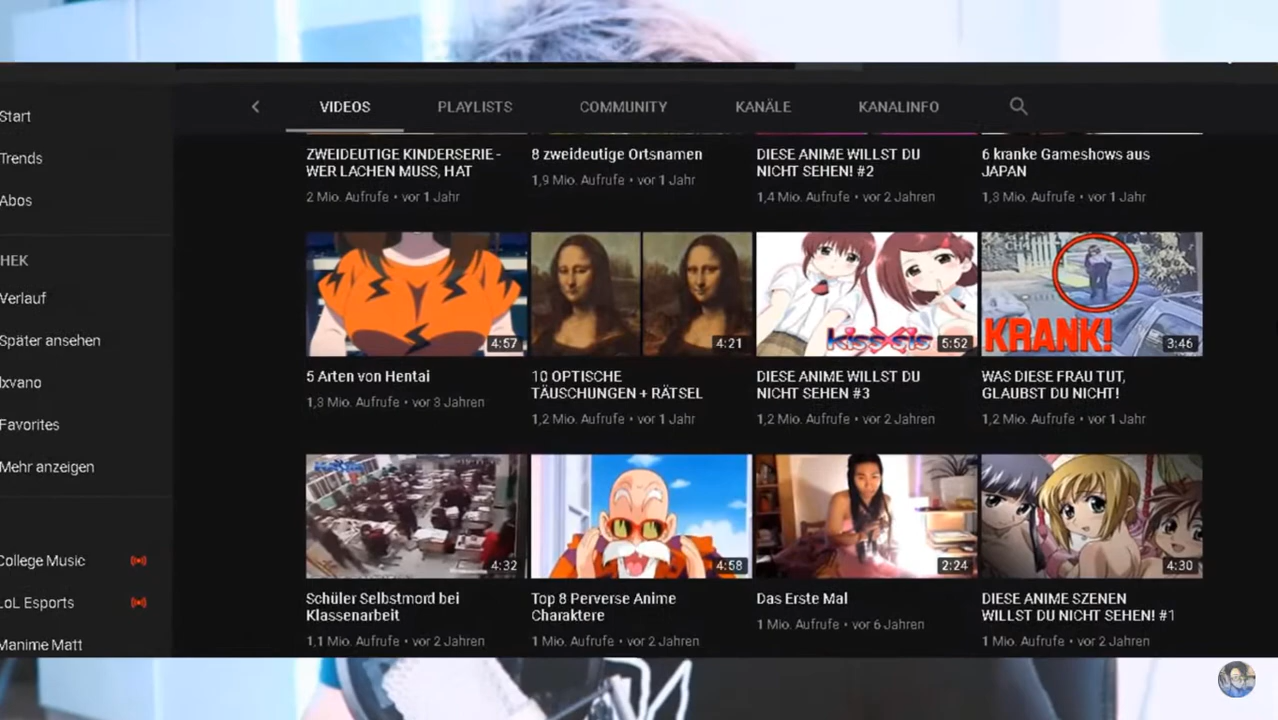 VIDEOS PLAYLISTS COMMUNITY KANÄLE KANALINFO
Start
Trends
Abos
HEK
Verlauf
Später ansehen
Ixvano
Favorites
Mehr anzeigen
College Music
LoL Esports
Manime Matt
ZWEIDEUTIGE KINDERSERIE -
WER LACHEN MUSS, HAT
2 Mio. Aufrufe • vor 1 Jahr
8 zweideutige Ortsnamen
1,9 Mio. Aufrufe • vor 1 Jahr
DIESE ANIME WILLST DU
NICHT SEHEN! #2
1,4 Mio. Aufrufe • vor 2 Jahren
6 kranke Gameshows aus
JAPAN
1,3 Mio. Aufrufe • vor 1 Jahr
4:57
5 Arten von Hentai
1,3 Mio. Aufrufe • vor 3 Jahren
4:21
10 OPTISCHE
TÄUSCHUNGEN + RÄTSEL
1,2 Mio. Aufrufe • vor 1 Jahr
kiss×sis
5:52
DIESE ANIME WILLST DU
NICHT SEHEN #3
1,2 Mio. Aufrufe • vor 2 Jahren
CH4
KRANK!
3:46
WAS DIESE FRAU TUT,
GLAUBST DU NICHT!
1,2 Mio. Aufrufe • vor 1 Jahr
4:32
Schüler Selbstmord bei
Klassenarbeit
1,1 Mio. Aufrufe • vor 2 Jahren
4:58
Top 8 Perverse Anime
Charaktere
1 Mio. Aufrufe • vor 2 Jahren
2:24
Das Erste Mal
1 Mio. Aufrufe • vor 6 Jahren
4:30
DIESE ANIME SZENEN
WILLST DU NICHT SEHEN! #1
1 Mio. Aufrufe • vor 2 Jahren